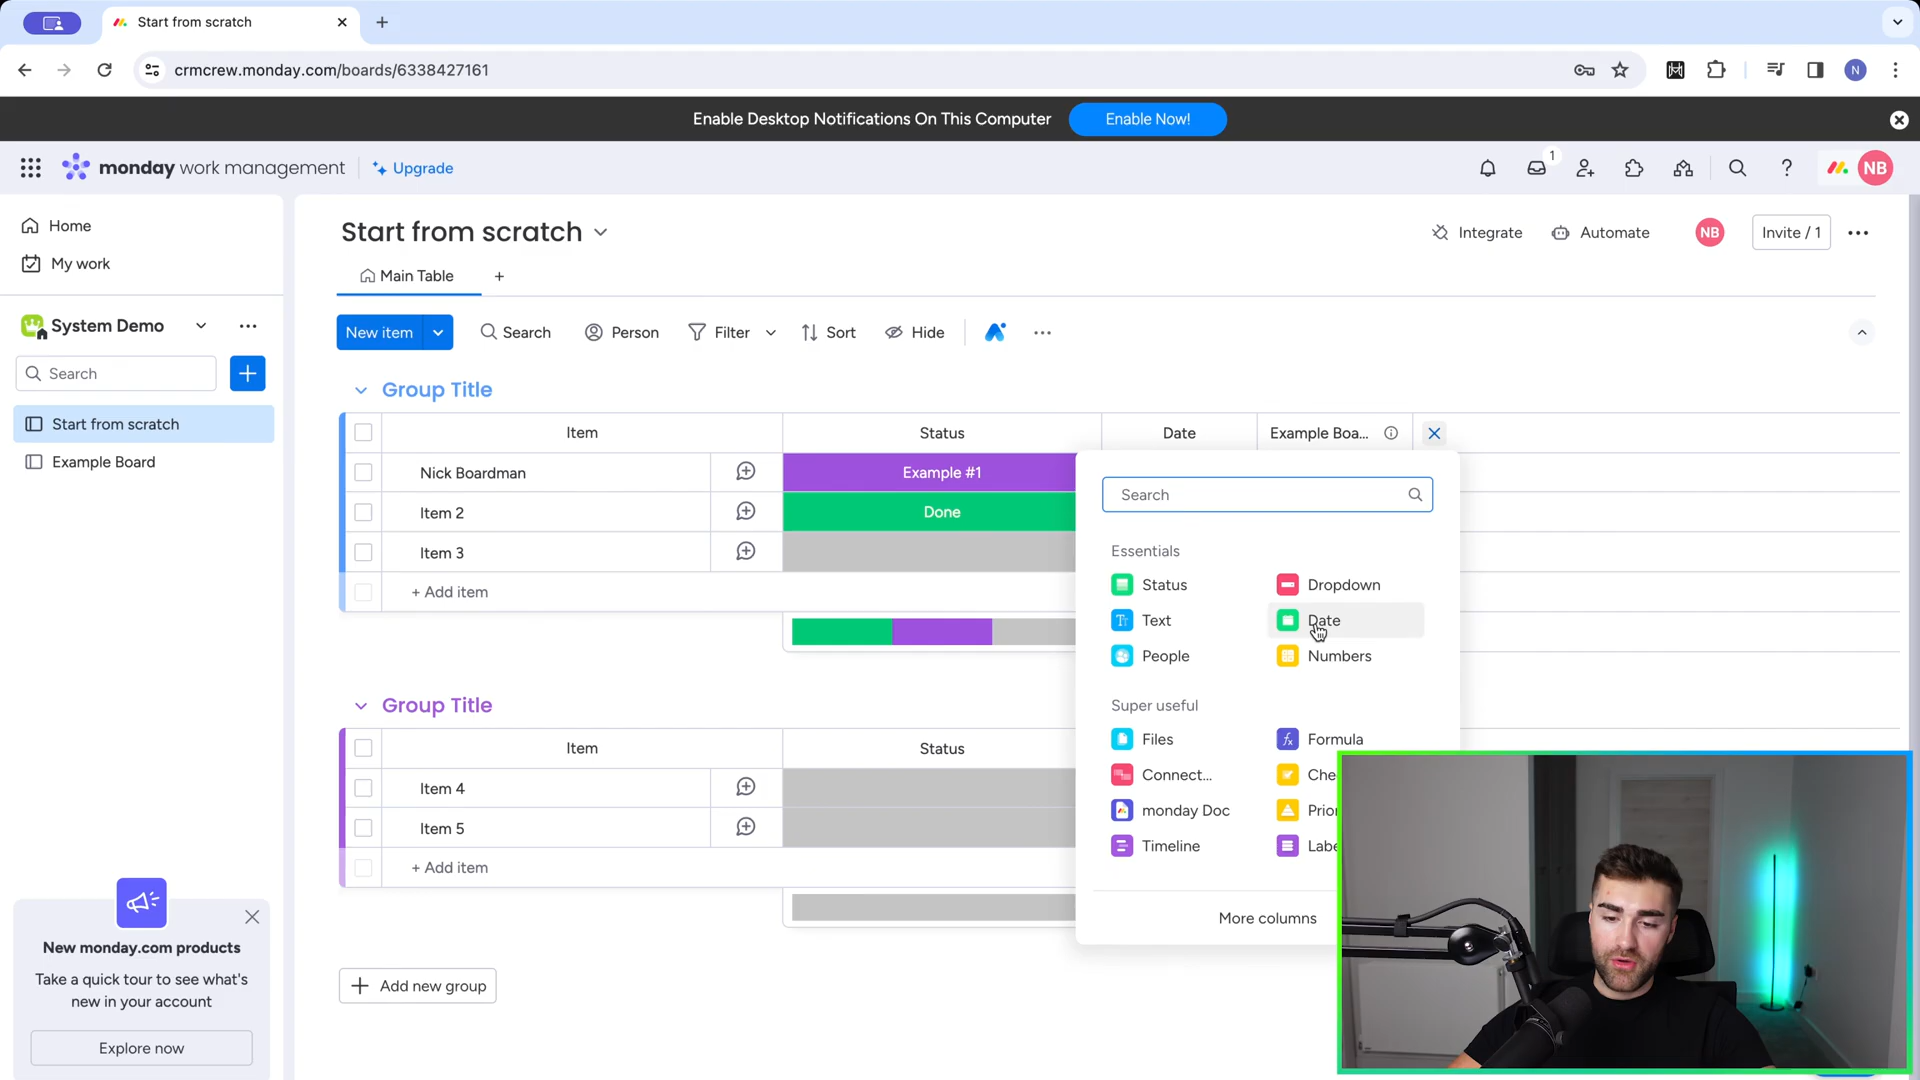 Start from scratch
crmcrew.monday.com/boards/6338427161
N
Enable Desktop Notifications On This Computer
Enable Now!
monday work management
Upgrade
1
NB
Home
My work
System Demo
Search
Start from scratch
Example Board
Start from scratch
Integrate
Automate
NB
Invite / 1
Main Table
New item
Search
Person
Filter
Sort
Hide
Group Title
Item
Status
Date
Example Boa...
Nick Boardman
Example #1
Item 2
Done
Item 3
+ Add item
Search
Essentials
Status
Dropdown
Text
Date
People
Numbers
Super useful
Files
Formula
Connect...
Che
monday Doc
Prior
Timeline
Labe
More columns
Group Title
Item
Status
Item 4
Item 5
+ Add item
Add new group
New monday.com products
Take a quick tour to see what's
new in your account
Explore now